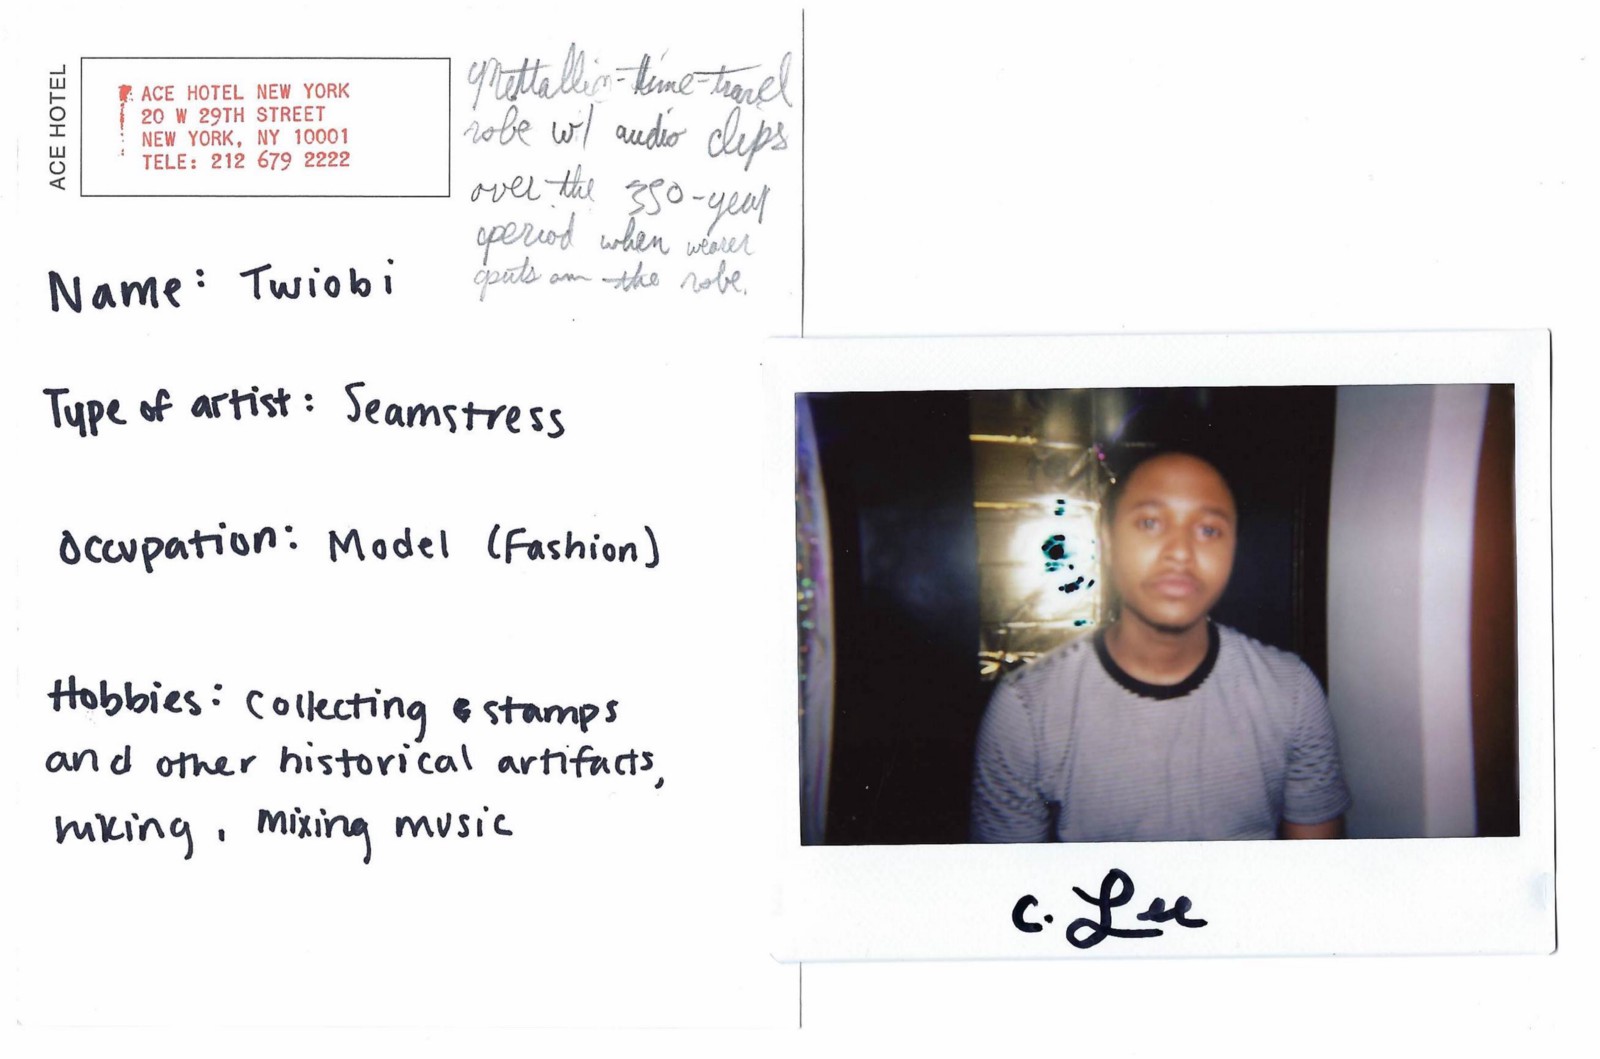 ACE HOTEL
ACE HOTEL NEW YORK
20 W 29TH STREET
NEW YORK, NY 10001
TELE: 212 679 2222
Mettallic-time-travel
robe w/ audio clips
over the 350-year
period when wearer
puts on the robe.
Name: Twiobi
Type of artist: Seamstress
Occupation: Model (Fashion)
Hobbies: Collecting stamps
and other historical artifacts,
hiking, mixing music
C. Lee